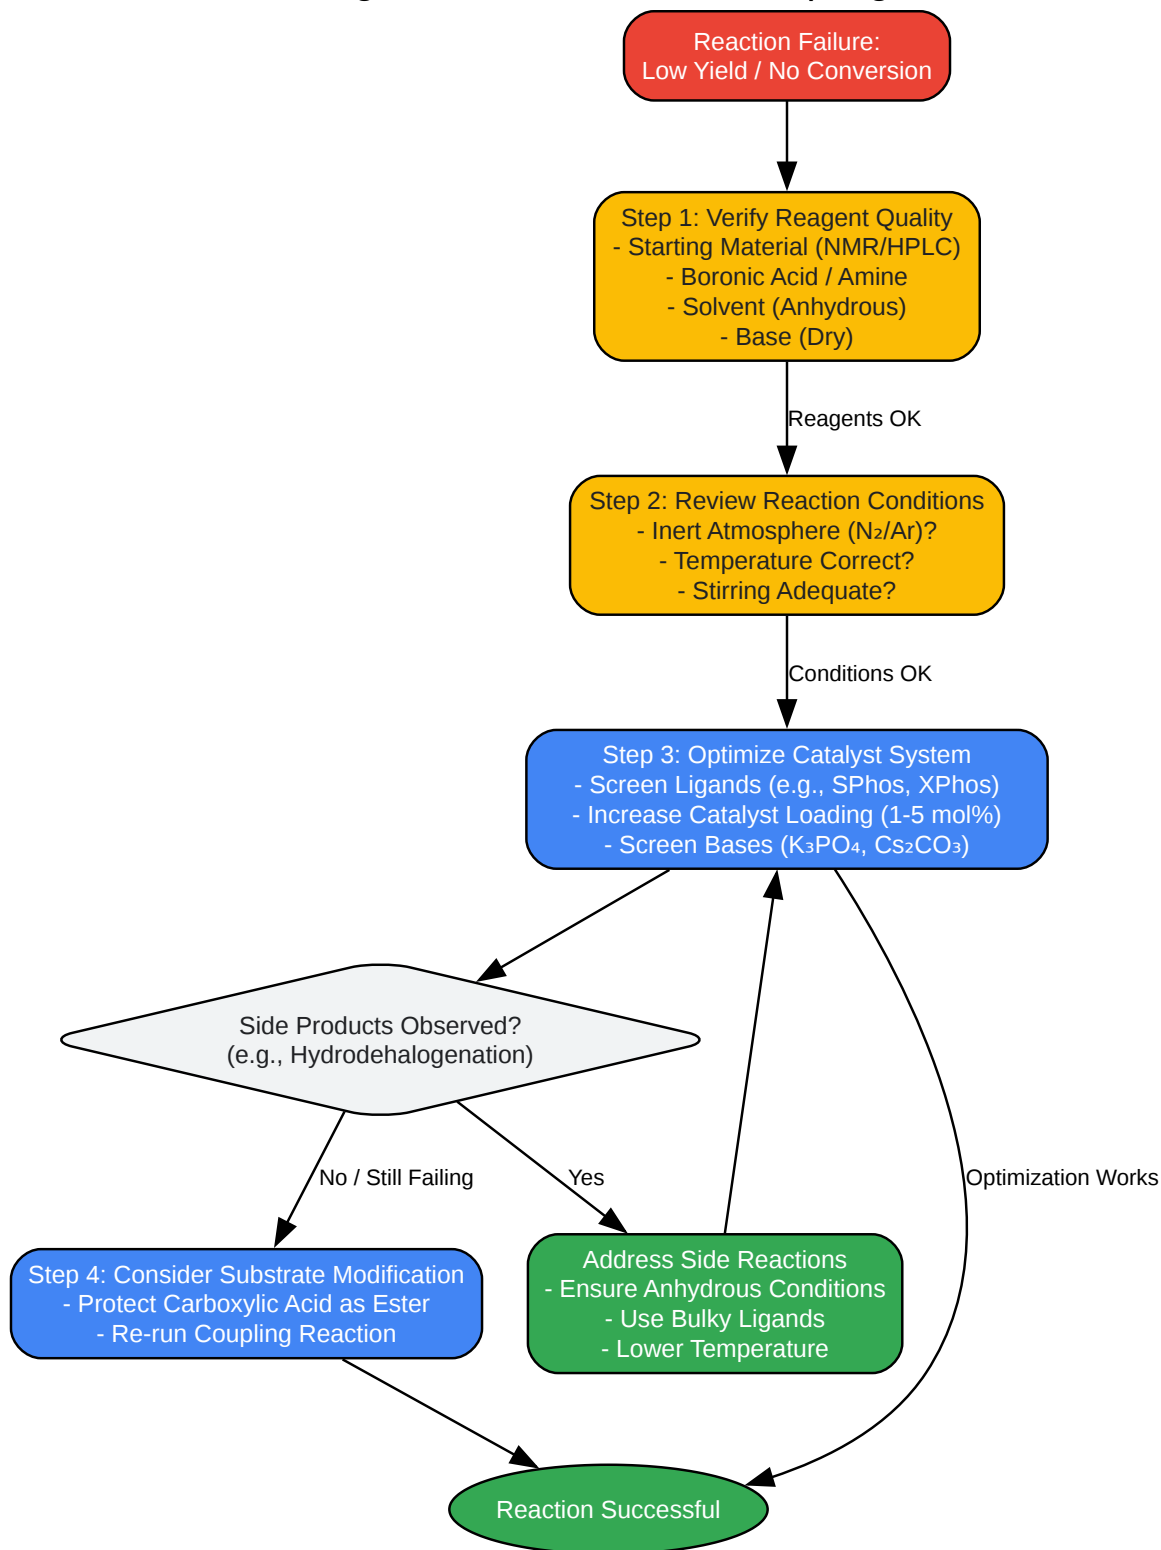 Reaction Failure:
Low Yield / No Conversion
Step 1: Verify Reagent Quality
- Starting Material (NMR/HPLC)
- Boronic Acid / Amine
- Solvent (Anhydrous)
- Base (Dry)
Reagents OK
Step 2: Review Reaction Conditions
- Inert Atmosphere (N₂/Ar)?
- Temperature Correct?
- Stirring Adequate?
Conditions OK
Step 3: Optimize Catalyst System
- Screen Ligands (e.g., SPhos, XPhos)
- Increase Catalyst Loading (1-5 mol%)
- Screen Bases (K₃PO₄, Cs₂CO₃)
Side Products Observed?
(e.g., Hydrodehalogenation)
No / Still Failing
Yes
Optimization Works
Step 4: Consider Substrate Modification
- Protect Carboxylic Acid as Ester
- Re-run Coupling Reaction
Address Side Reactions
- Ensure Anhydrous Conditions
- Use Bulky Ligands
- Lower Temperature
Reaction Successful